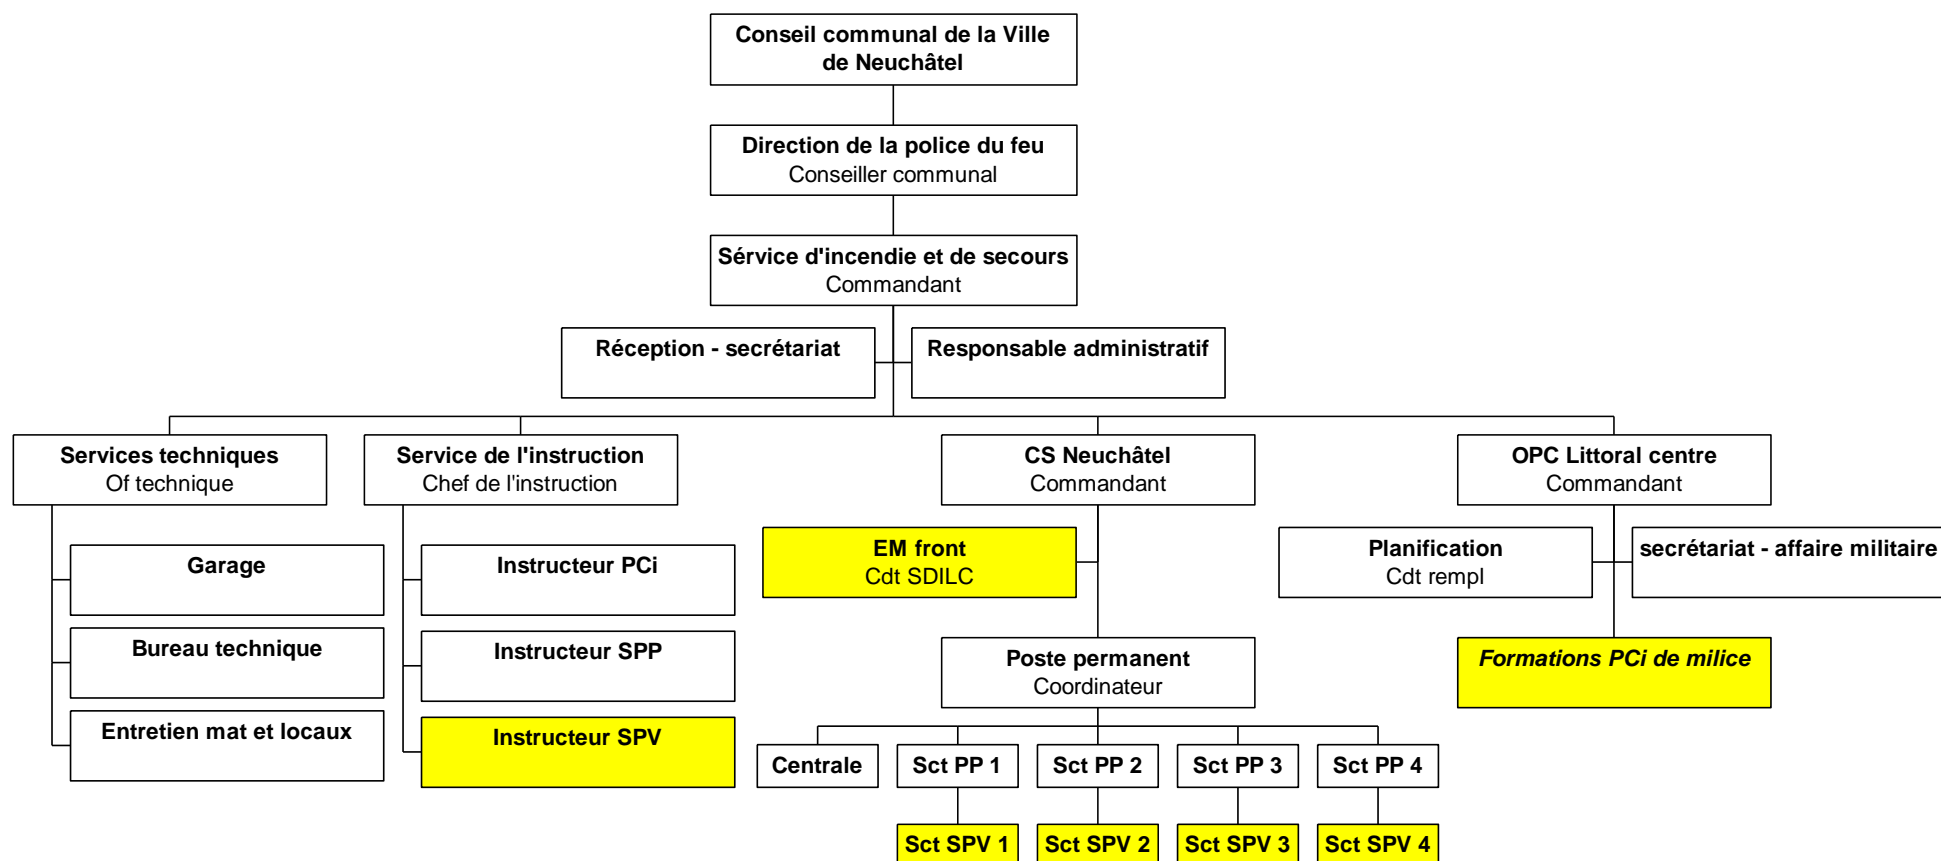 Conseil communal de la Ville
de Neuchâtel
Direction de la police du feu
Conseiller communal
Sérvice d'incendie et de secours
Commandant
Réception - secrétariat
Responsable administratif
Services techniques
Of technique
Service de l'instruction
Chef de l'instruction
CS Neuchâtel
Commandant
OPC Littoral centre
Commandant
Garage
Bureau technique
Entretien mat et locaux
Instructeur PCi
Instructeur SPP
Instructeur SPV
EM front
Cdt SDILC
Poste permanent
Coordinateur
Centrale
Sct PP 1
Sct PP 2
Sct PP 3
Sct PP 4
Sct SPV 1
Sct SPV 2
Sct SPV 3
Sct SPV 4
Planification
Cdt rempl
secrétariat - affaire militaire
Formations PCi de milice